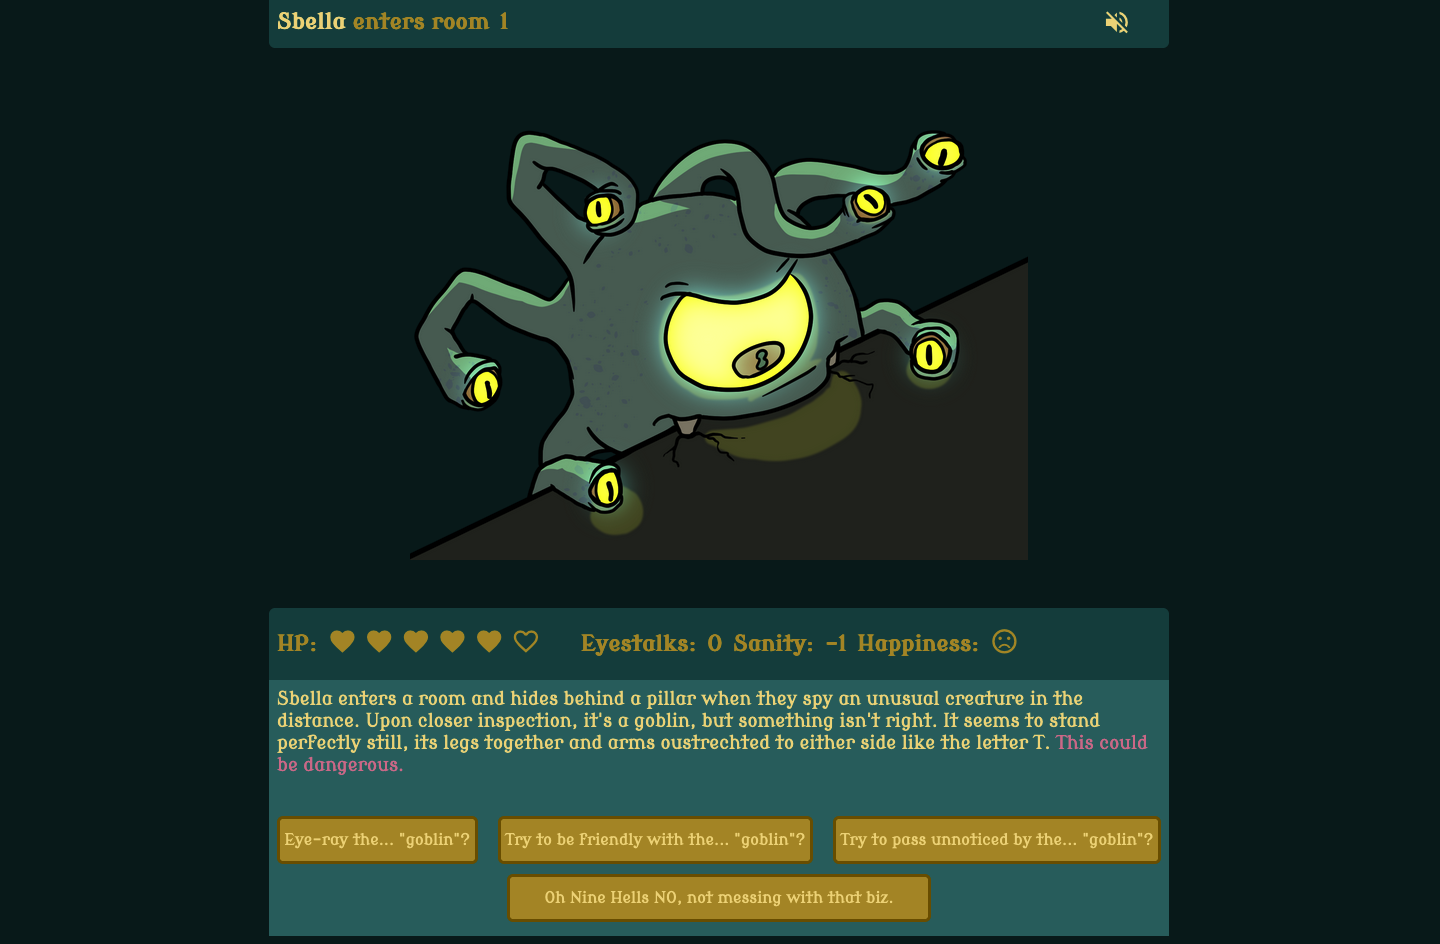 Sbella enters room 1
HP: Eyestalks: 0 Sanity: -1 Happiness:
Sbella enters a room and hides behind a pillar when they spy an unusual creature in the
distance. Upon closer inspection, it's a goblin, but something isn't right. It seems to stand
perfectly still, its legs together and arms oustrechted to either side like the letter T. This could
be dangerous.
Eye-ray the... "goblin"?
Try to be friendly with the... "goblin"?
Try to pass unnoticed by the... "goblin"?
Oh Nine Hells NO, not messing with that biz.